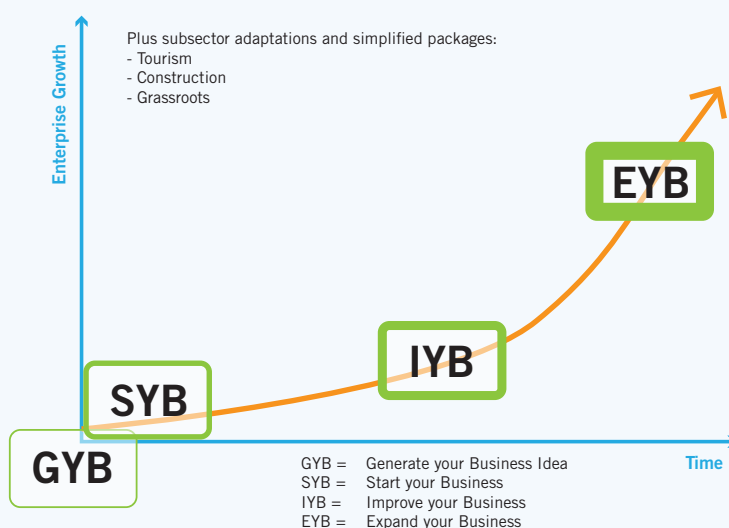 Plus subsector adaptations and simplified packages:
- Tourism
- Construction
- Grassroots
Enterprise Growth
EYB
IYB
SYB
GYB
Time
GYB = Generate your Business Idea
SYB = Start your Business
IYB = Improve your Business
EYB = Expand your Business